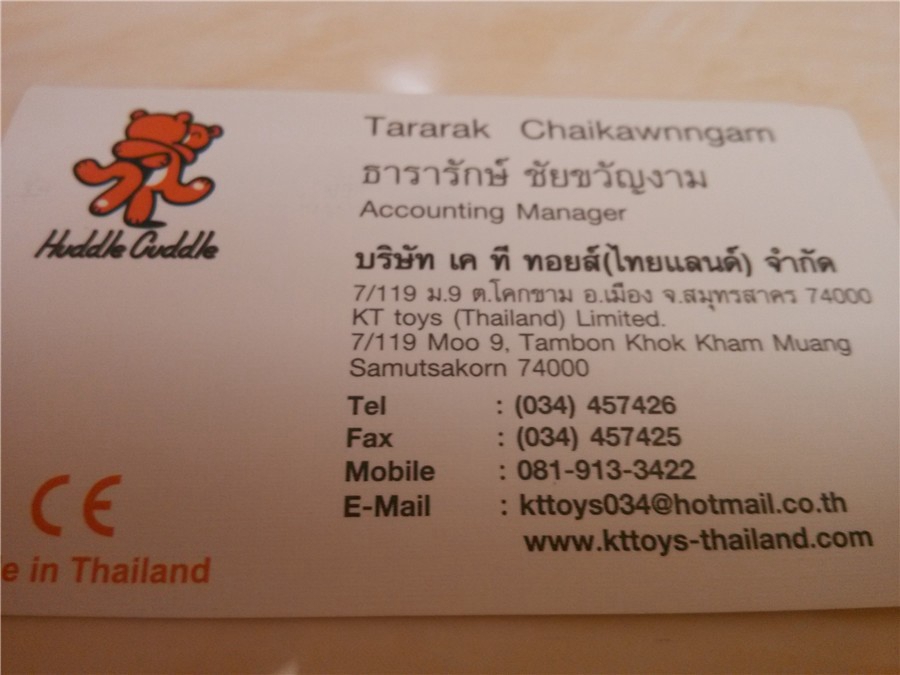 Huddle Cuddle
Tararak Chaikawnngam
ธารารักษ์ ชัยขวัญงาม
Accounting Manager
บริษัท เค ที ทอยส์(ไทยแลนด์) จำกัด
7/119 ม.9 ต.โคกขาม อ.เมือง จ.สมุทรสาคร 74000
KT toys (Thailand) Limited.
7/119 Moo 9, Tambon Khok Kham Muang
Samutsakorn 74000
Tel : (034) 457426
Fax : (034) 457425
Mobile : 081-913-3422
E-Mail : kttoys034@hotmail.co.th
www.kttoys-thailand.com
CE
e in Thailand